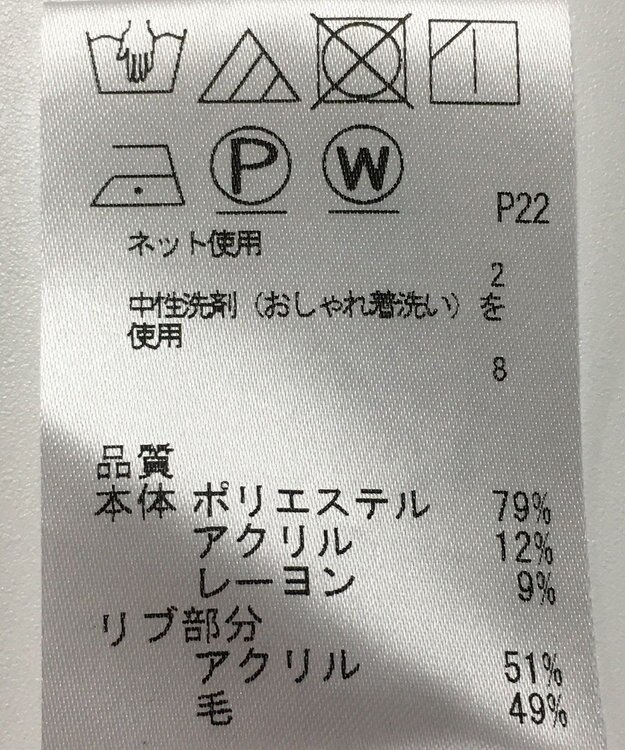 P W
P22
ネット使用
2
中性洗剤（おしゃれ着洗い）を
使用
8
品質
本体 ポリエステル 79%
アクリル 12%
レーヨン 9%
リブ部分
アクリル 51%
毛 49%